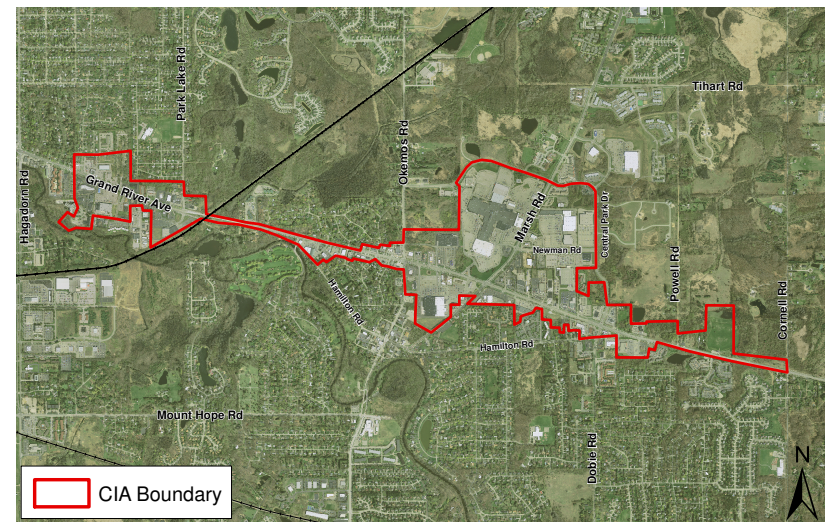 Park Lake Rd
Tihart Rd
Okemos Rd
Grand River Ave
Hagadorn Rd
Marsh Rd
Central Park Dr
Newman Rd
Powell Rd
Cornell Rd
Hamilton Rd
Hamilton Rd
Mount Hope Rd
Dobie Rd
N
CIA Boundary